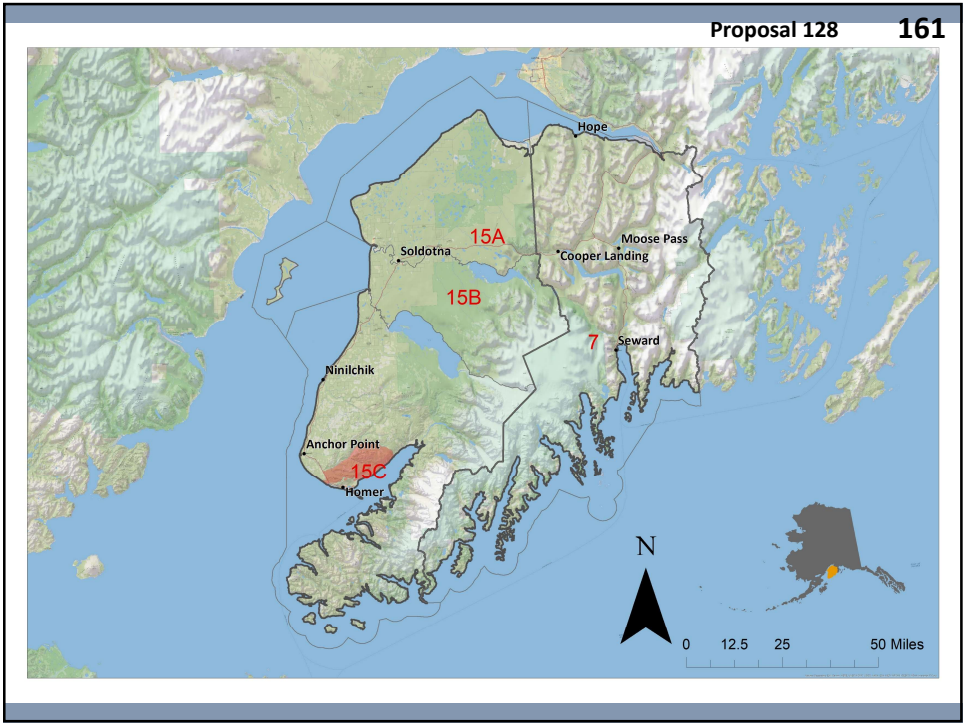 Proposal 128
161
Hope
Moose Pass
15A
Cooper Landing
Soldotna
15B
7
Seward
Ninilchik
Anchor Point
15C
Homer
N
0 12.5 25 50 Miles